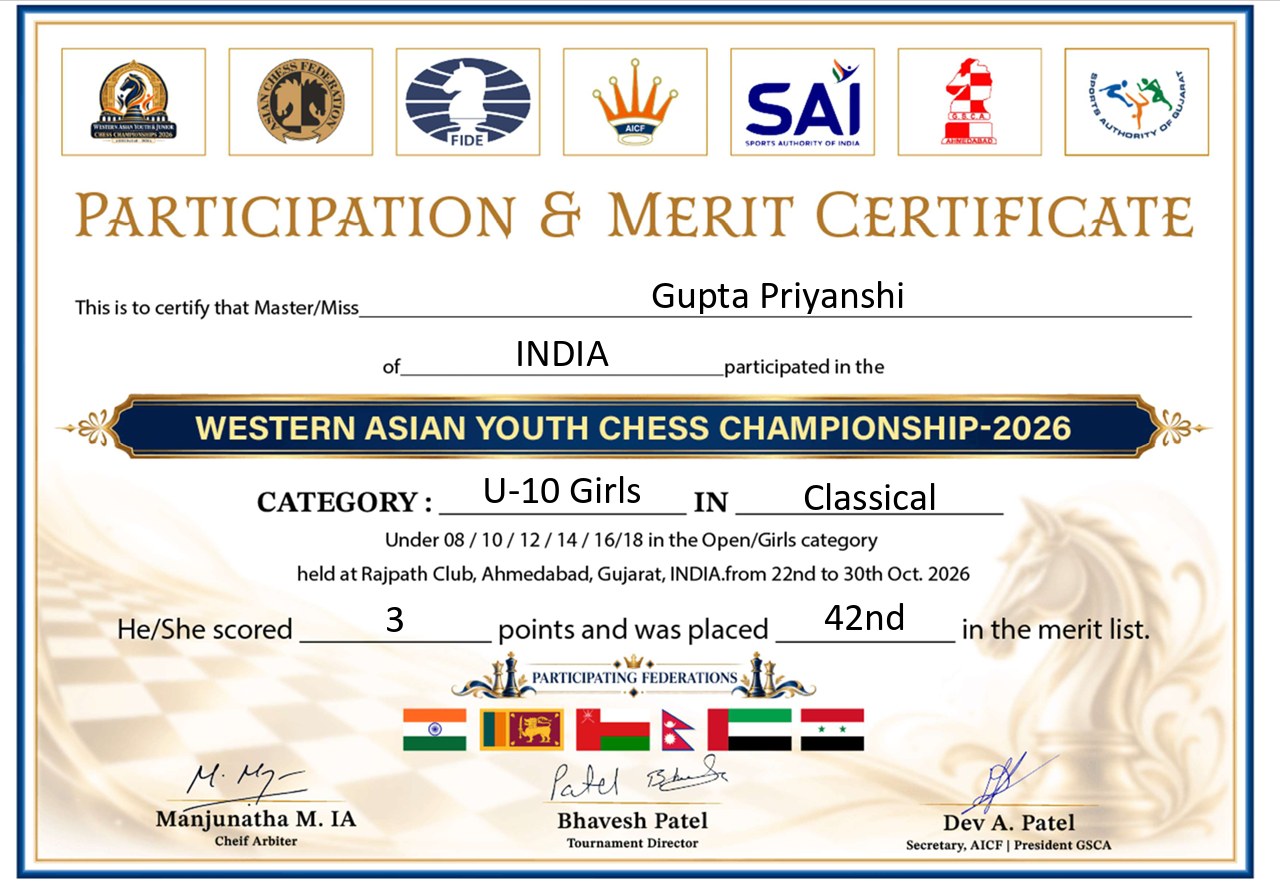 WESTERN ASIAN YOUTH & JUNIOR
CHESS CHAMPIONSHIPS 2026
ASIAN CHESS FEDERATION
FIDE
AICF
SAI
SPORTS AUTHORITY OF INDIA
G.S.C.A.
AHMEDABAD
SPORTS AUTHORITY OF GUJARAT
PARTICIPATION & MERIT CERTIFICATE
This is to certify that Master/Miss Gupta Priyanshi
of INDIA participated in the
WESTERN ASIAN YOUTH CHESS CHAMPIONSHIP-2026
CATEGORY : U-10 Girls IN Classical
Under 08 / 10 / 12 / 14 / 16/18 in the Open/Girls category
held at Rajpath Club, Ahmedabad, Gujarat, INDIA.from 22nd to 30th Oct. 2026
He/She scored 3 points and was placed 42nd in the merit list.
PARTICIPATING FEDERATIONS
Patel
Manjunatha M. IA
Cheif Arbiter
Bhavesh Patel
Tournament Director
Dev A. Patel
Secretary, AICF | President GSCA